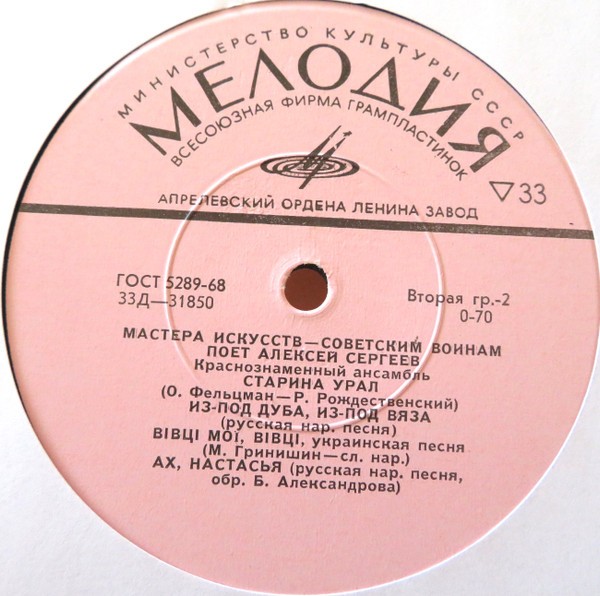 МИНИСТЕРСТВО КУЛЬТУРЫ СССР
МЕЛОДИЯ
ВСЕСОЮЗНАЯ ФИРМА ГРАМПЛАСТИНОК
▽33
АПРЕЛЕВСКИЙ ОРДЕНА ЛЕНИНА ЗАВОД
ГОСТ 5289-68
33Д—31850
Вторая гр.-2
0-70
МАСТЕРА ИСКУССТВ—СОВЕТСКИМ ВОИНАМ
ПОЕТ АЛЕКСЕЙ СЕРГЕЕВ
Краснознаменный ансамбль
СТАРИНА УРАЛ
(О. Фельцман—Р. Рождественский)
ИЗ-ПОД ДУБА, ИЗ-ПОД ВЯЗА
(русская нар. песня)
ВІВЦІ МОЇ, ВІВЦІ, украинская песня
(М. Гринишин—сл. нар.)
АХ, НАСТАСЬЯ (русская нар. песня,
обр. Б. Александрова)